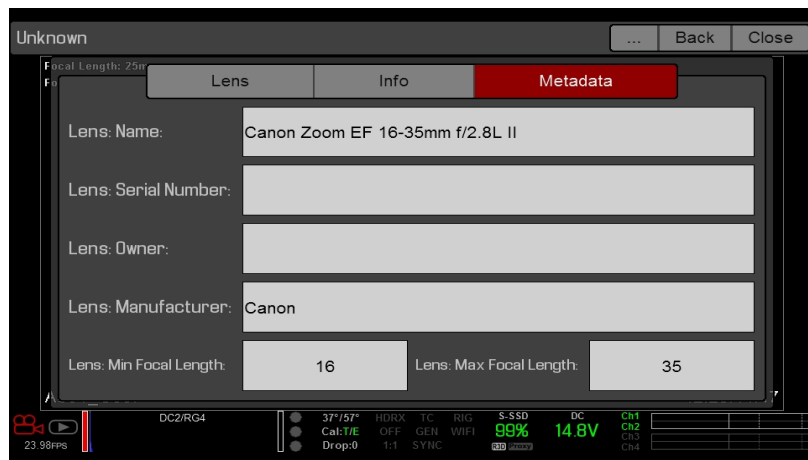 Unknown
...
Back
Close
Focal Length: 25m
Fo
Lens
Info
Metadata
Lens: Name:
Canon Zoom EF 16-35mm f/2.8L II
Lens: Serial Number:
Lens: Owner:
Lens: Manufacturer:
Canon
Lens: Min Focal Length:
16
Lens: Max Focal Length:
35
DC2/RG4
37°/57° HDRX TC RIG S-SSD DC Ch1
Cal:T/E OFF GEN WIFI 99% 14.8V Ch2
23.98FPS
Drop:0 1:1 SYNC R3D Proxy Ch3
Ch4